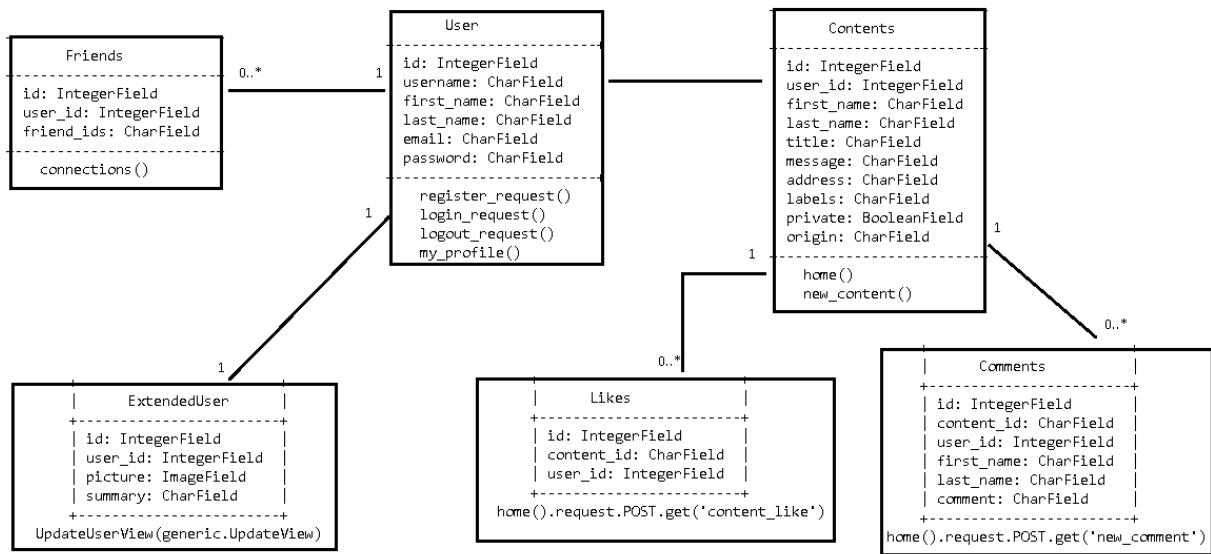 Friends
id: IntegerField
user_id: IntegerField
friend_ids: CharField
connections()
0..*
1
User
id: IntegerField
username: CharField
first_name: CharField
last_name: CharField
email: CharField
password: CharField
register_request()
login_request()
logout_request()
my_profile()
Contents
id: IntegerField
user_id: IntegerField
first_name: CharField
last_name: CharField
title: CharField
message: CharField
address: CharField
labels: CharField
private: BooleanField
origin: CharField
home()
new_content()
1
1
1
0..*
1
0..*
ExtendedUser
id: IntegerField
user_id: IntegerField
picture: ImageField
summary: CharField
UpdateUserView(generic.UpdateView)
Likes
id: IntegerField
content_id: CharField
user_id: IntegerField
home().request.POST.get('content_like')
Comments
id: IntegerField
content_id: CharField
user_id: IntegerField
first_name: CharField
last_name: CharField
comment: CharField
home().request.POST.get('new_comment')